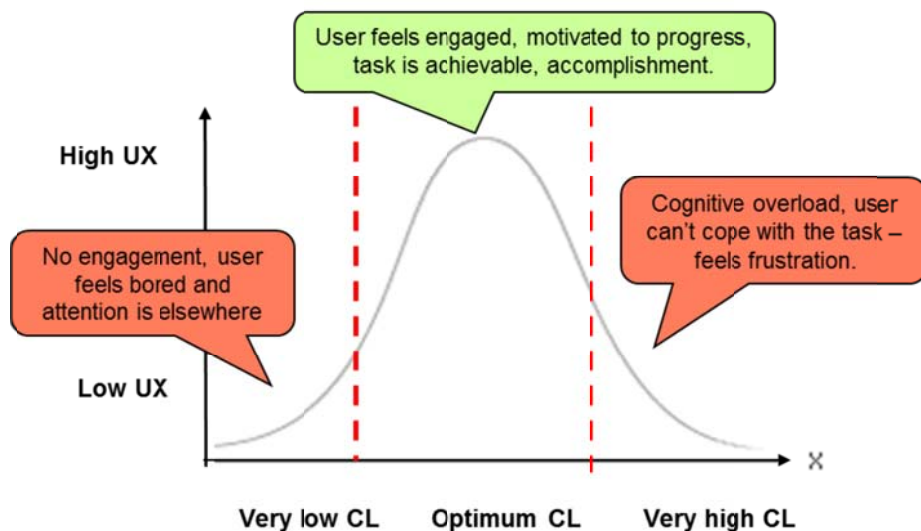 User feels engaged, motivated to progress,
task is achievable, accomplishment.
High UX
Cognitive overload, user
can't cope with the task –
feels frustration.
No engagement, user
feels bored and
attention is elsewhere
Low UX
X
Very low CL
Optimum CL
Very high CL